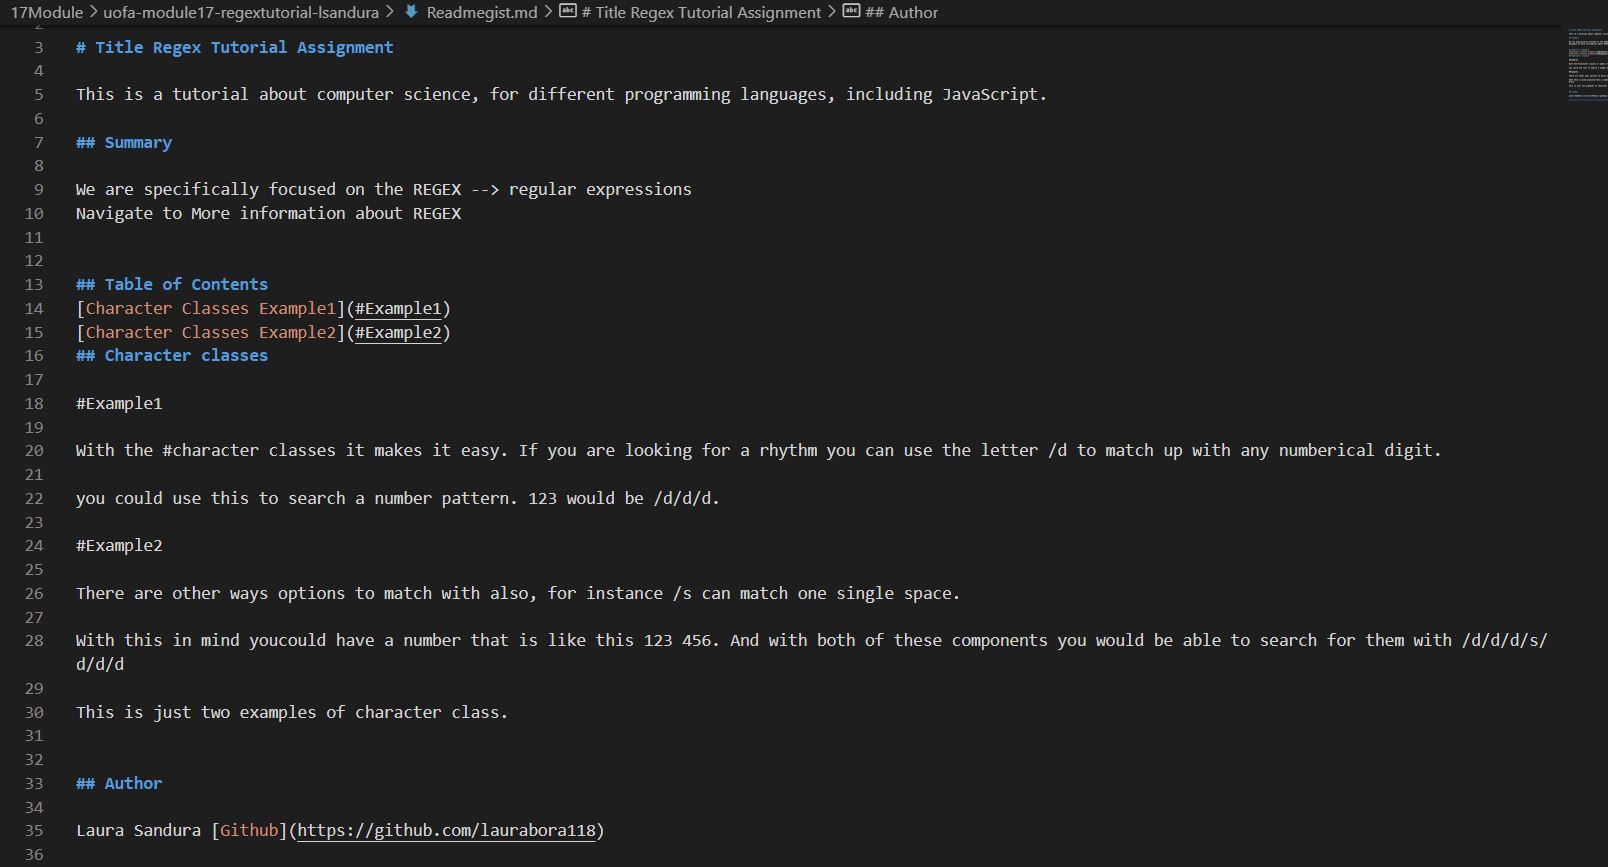 17Module > uofa-module17-regextutorial-lsandura > Readmegist.md > # Title Regex Tutorial Assignment > ## Author
2
3 # Title Regex Tutorial Assignment
4
5 This is a tutorial about computer science, for different programming languages, including JavaScript.
6
7 ## Summary
8
9 We are specifically focused on the REGEX --> regular expressions
10 Navigate to More information about REGEX
11
12
13 ## Table of Contents
14 [Character Classes Example1](#Example1)
15 [Character Classes Example2](#Example2)
16 ## Character classes
17
18 #Example1
19
20 With the #character classes it makes it easy. If you are looking for a rhythm you can use the letter /d to match up with any numberical digit.
21
22 you could use this to search a number pattern. 123 would be /d/d/d.
23
24 #Example2
25
26 There are other ways options to match with also, for instance /s can match one single space.
27
28 With this in mind youcould have a number that is like this 123 456. And with both of these components you would be able to search for them with /d/d/d/s/
d/d/d
29
30 This is just two examples of character class.
31
32
33 ## Author
34
35 Laura Sandura [Github](https://github.com/laurabora118)
36